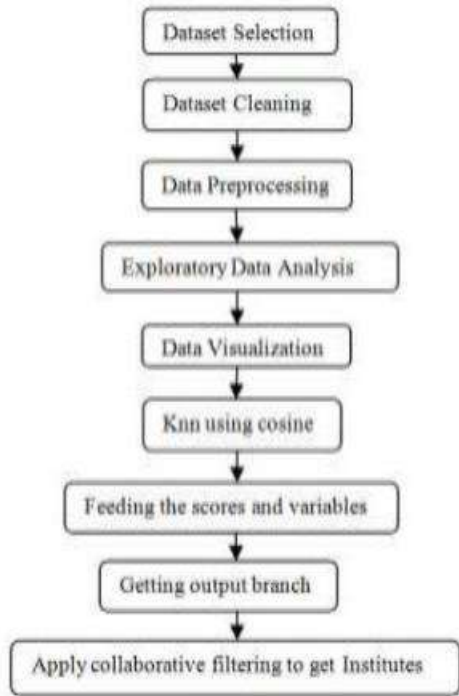 Dataset Selection
Dataset Cleaning
Data Preprocessing
Exploratory Data Analysis
Data Visualization
Knn using cosine
Feeding the scores and variables
Getting output branch
Apply collaborative filtering to get Institutes